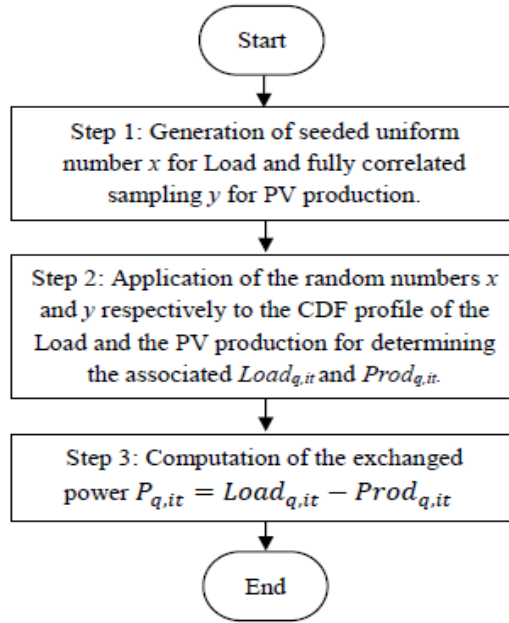 Start
Step 1: Generation of seeded uniform
number x for Load and fully correlated
sampling y for PV production.
Step 2: Application of the random numbers x
and y respectively to the CDF profile of the
Load and the PV production for determining
the associated Load_{q,it} and Prod_{q,it}.
Step 3: Computation of the exchanged
power P_{q,it} = Load_{q,it} − Prod_{q,it}
End